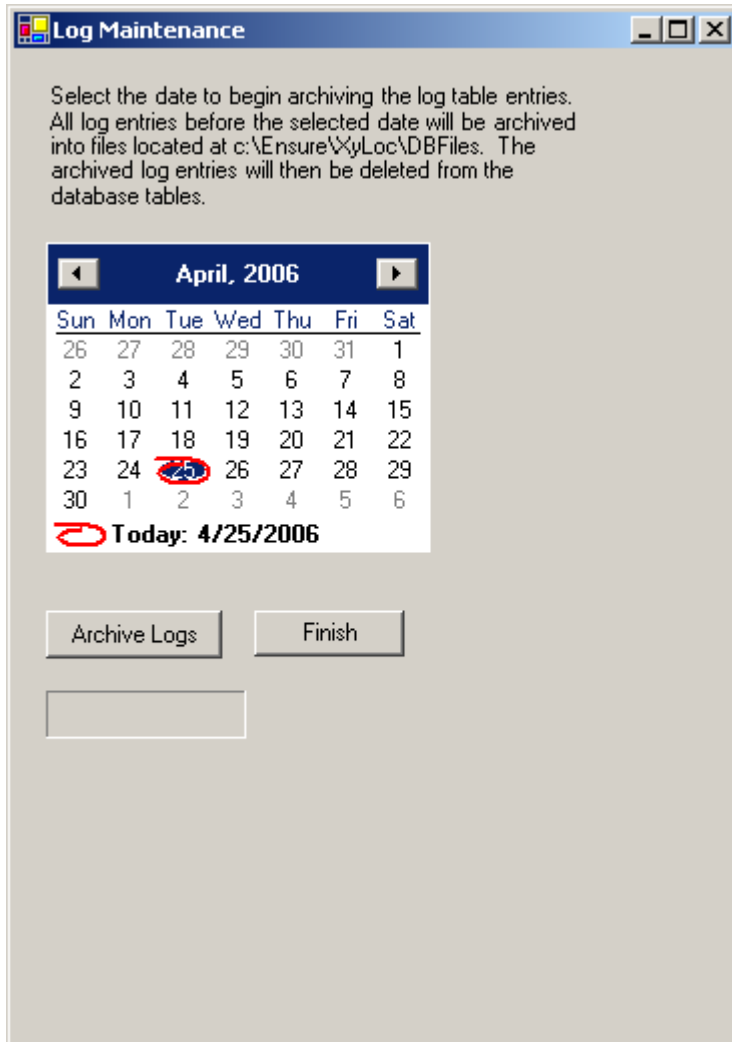 Log Maintenance
Select the date to begin archiving the log table entries.
All log entries before the selected date will be archived
into files located at c:\Ensure\XyLoc\DBFiles.  The
archived log entries will then be deleted from the
database tables.
April, 2006
Sun Mon Tue Wed Thu Fri Sat
26 27 28 29 30 31 1
2 3 4 5 6 7 8
9 10 11 12 13 14 15
16 17 18 19 20 21 22
23 24 25 26 27 28 29
30 1 2 3 4 5 6
Today: 4/25/2006
Archive Logs Finish